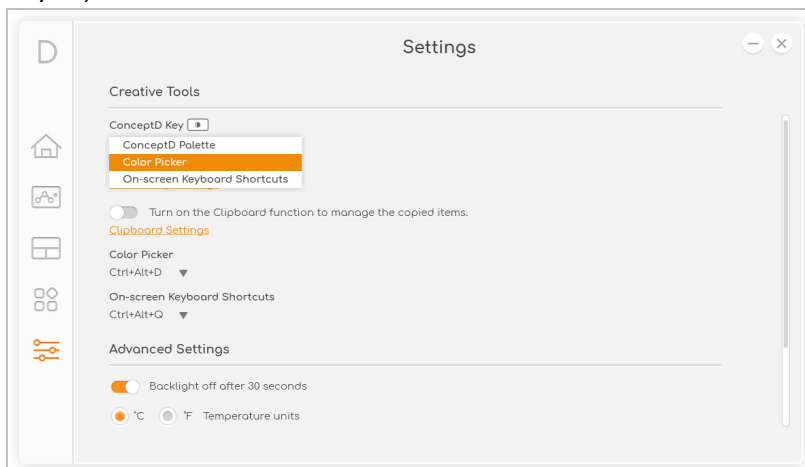 D
Settings
Creative Tools
ConceptD Key
ConceptD Palette
Color Picker
On-screen Keyboard Shortcuts
Turn on the Clipboard function to manage the copied items.
Clipboard Settings
Color Picker
Ctrl+Alt+D
On-screen Keyboard Shortcuts
Ctrl+Alt+Q
Advanced Settings
Backlight off after 30 seconds
°C °F Temperature units